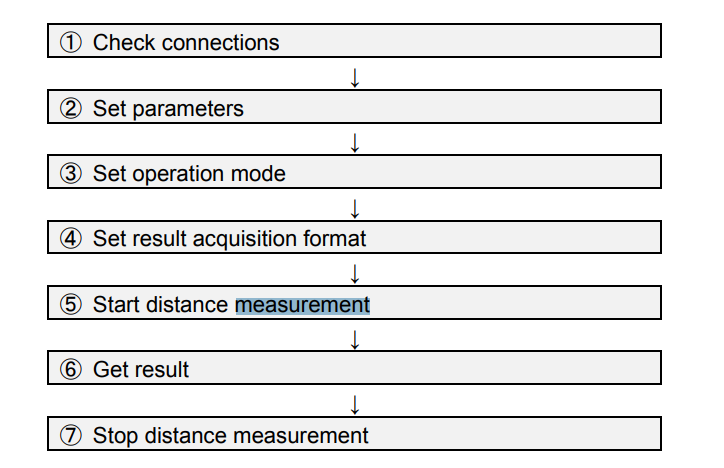 ① Check connections
↓
② Set parameters
↓
③ Set operation mode
↓
④ Set result acquisition format
↓
⑤ Start distance measurement
↓
⑥ Get result
↓
⑦ Stop distance measurement